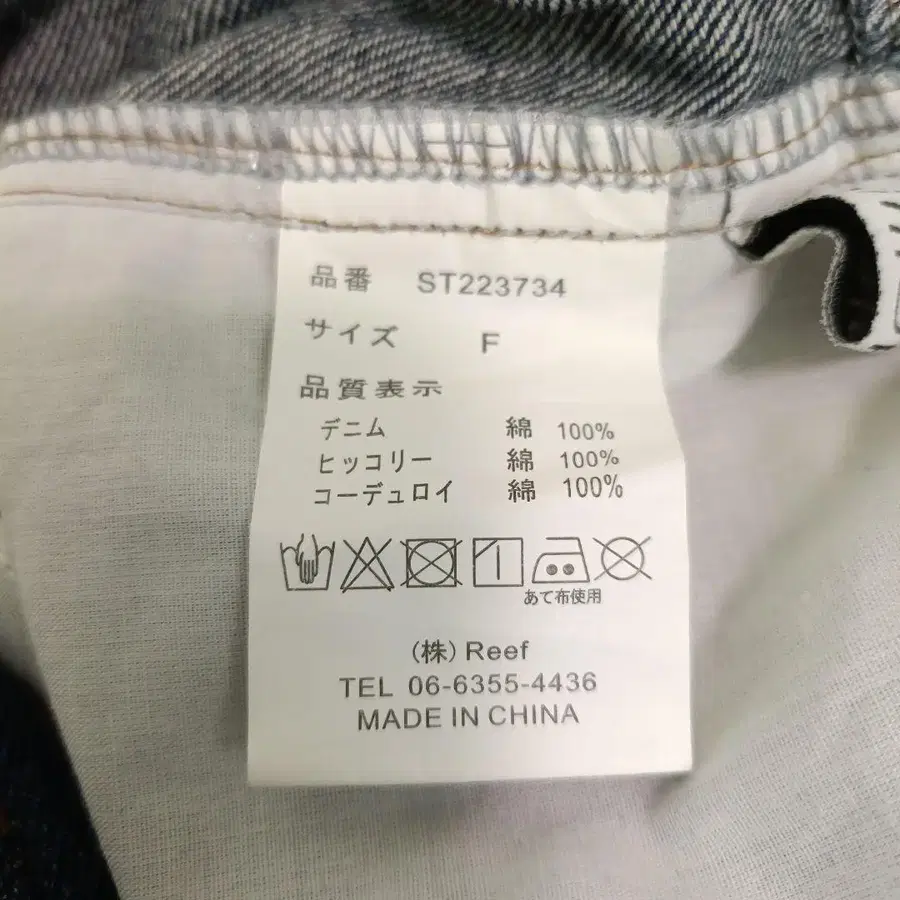 品番 ST223734
サイズ F
品質表示
デニム 綿 100%
ヒッコリー 綿 100%
コーデュロイ 綿 100%
あて布使用
(株) Reef
TEL 06-6355-4436
MADE IN CHINA